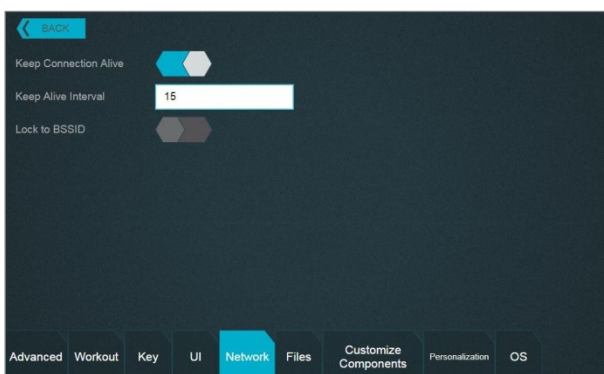 BACK
Keep Connection Alive
Keep Alive Interval 15
Lock to BSSID
Advanced Workout Key UI Network Files Customize Components Personalization OS